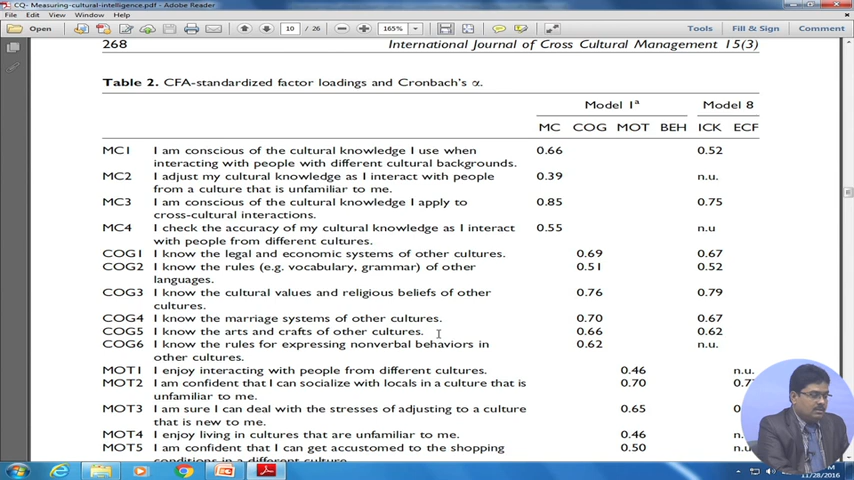 CQ- Measuring-cultural-intelligence.pdf - Adobe Reader
File Edit View Window Help
Open 10 / 26 165% Tools Fill & Sign Comment
268 International Journal of Cross Cultural Management 15(3)
Table 2. CFA-standardized factor loadings and Cronbach's α.
Model 1a Model 8
MC COG MOT BEH ICK ECF
MC1 I am conscious of the cultural knowledge I use when 0.66 0.52
interacting with people with different cultural backgrounds.
MC2 I adjust my cultural knowledge as I interact with people 0.39 n.u.
from a culture that is unfamiliar to me.
MC3 I am conscious of the cultural knowledge I apply to 0.85 0.75
cross-cultural interactions.
MC4 I check the accuracy of my cultural knowledge as I interact 0.55 n.u
with people from different cultures.
COG1 I know the legal and economic systems of other cultures. 0.69 0.67
COG2 I know the rules (e.g. vocabulary, grammar) of other 0.51 0.52
languages.
COG3 I know the cultural values and religious beliefs of other 0.76 0.79
cultures.
COG4 I know the marriage systems of other cultures. 0.70 0.67
COG5 I know the arts and crafts of other cultures. 0.66 0.62
COG6 I know the rules for expressing nonverbal behaviors in 0.62 n.u.
other cultures.
MOT1 I enjoy interacting with people from different cultures. 0.46 n.u.
MOT2 I am confident that I can socialize with locals in a culture that is 0.70
unfamiliar to me.
MOT3 I am sure I can deal with the stresses of adjusting to a culture 0.65
that is new to me.
MOT4 I enjoy living in cultures that are unfamiliar to me. 0.46
MOT5 I am confident that I can get accustomed to the shopping 0.50
conditions in a different culture.
11/28/2016